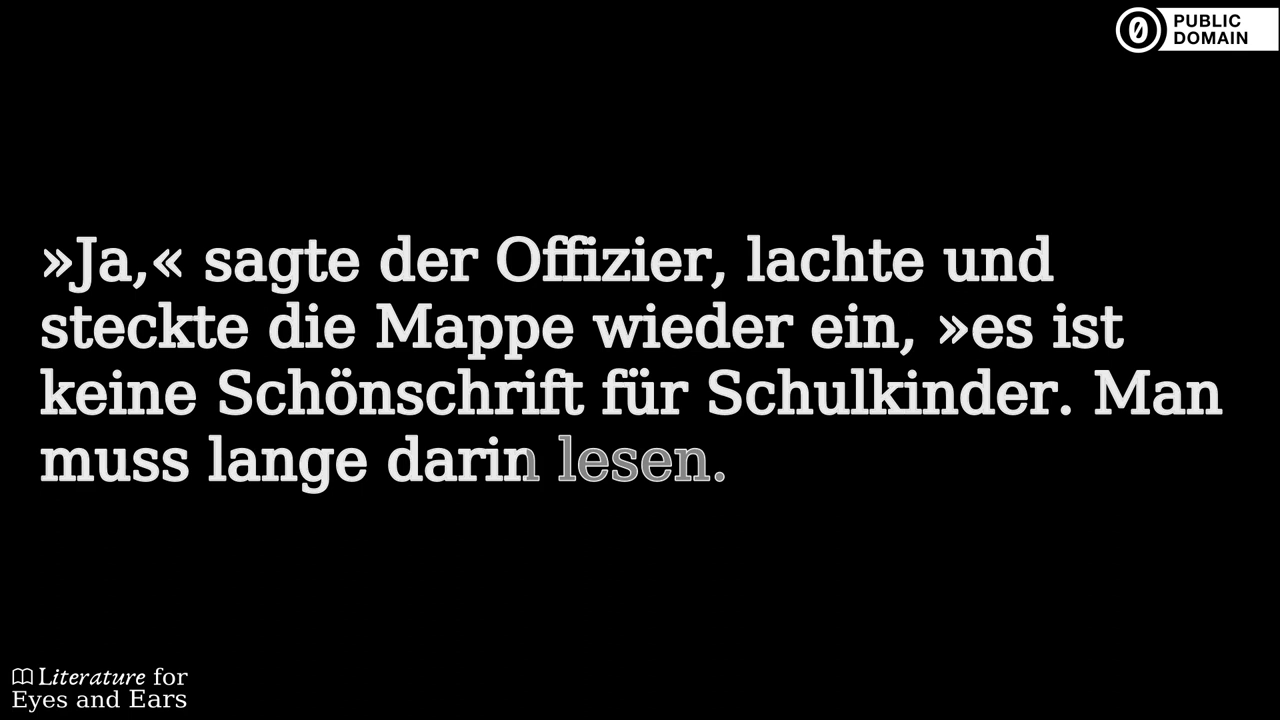 PUBLIC
DOMAIN
»Ja,« sagte der Offizier, lachte und
steckte die Mappe wieder ein, »es ist
keine Schönschrift für Schulkinder. Man
muss lange darin lesen.
Literature for
Eyes and Ears